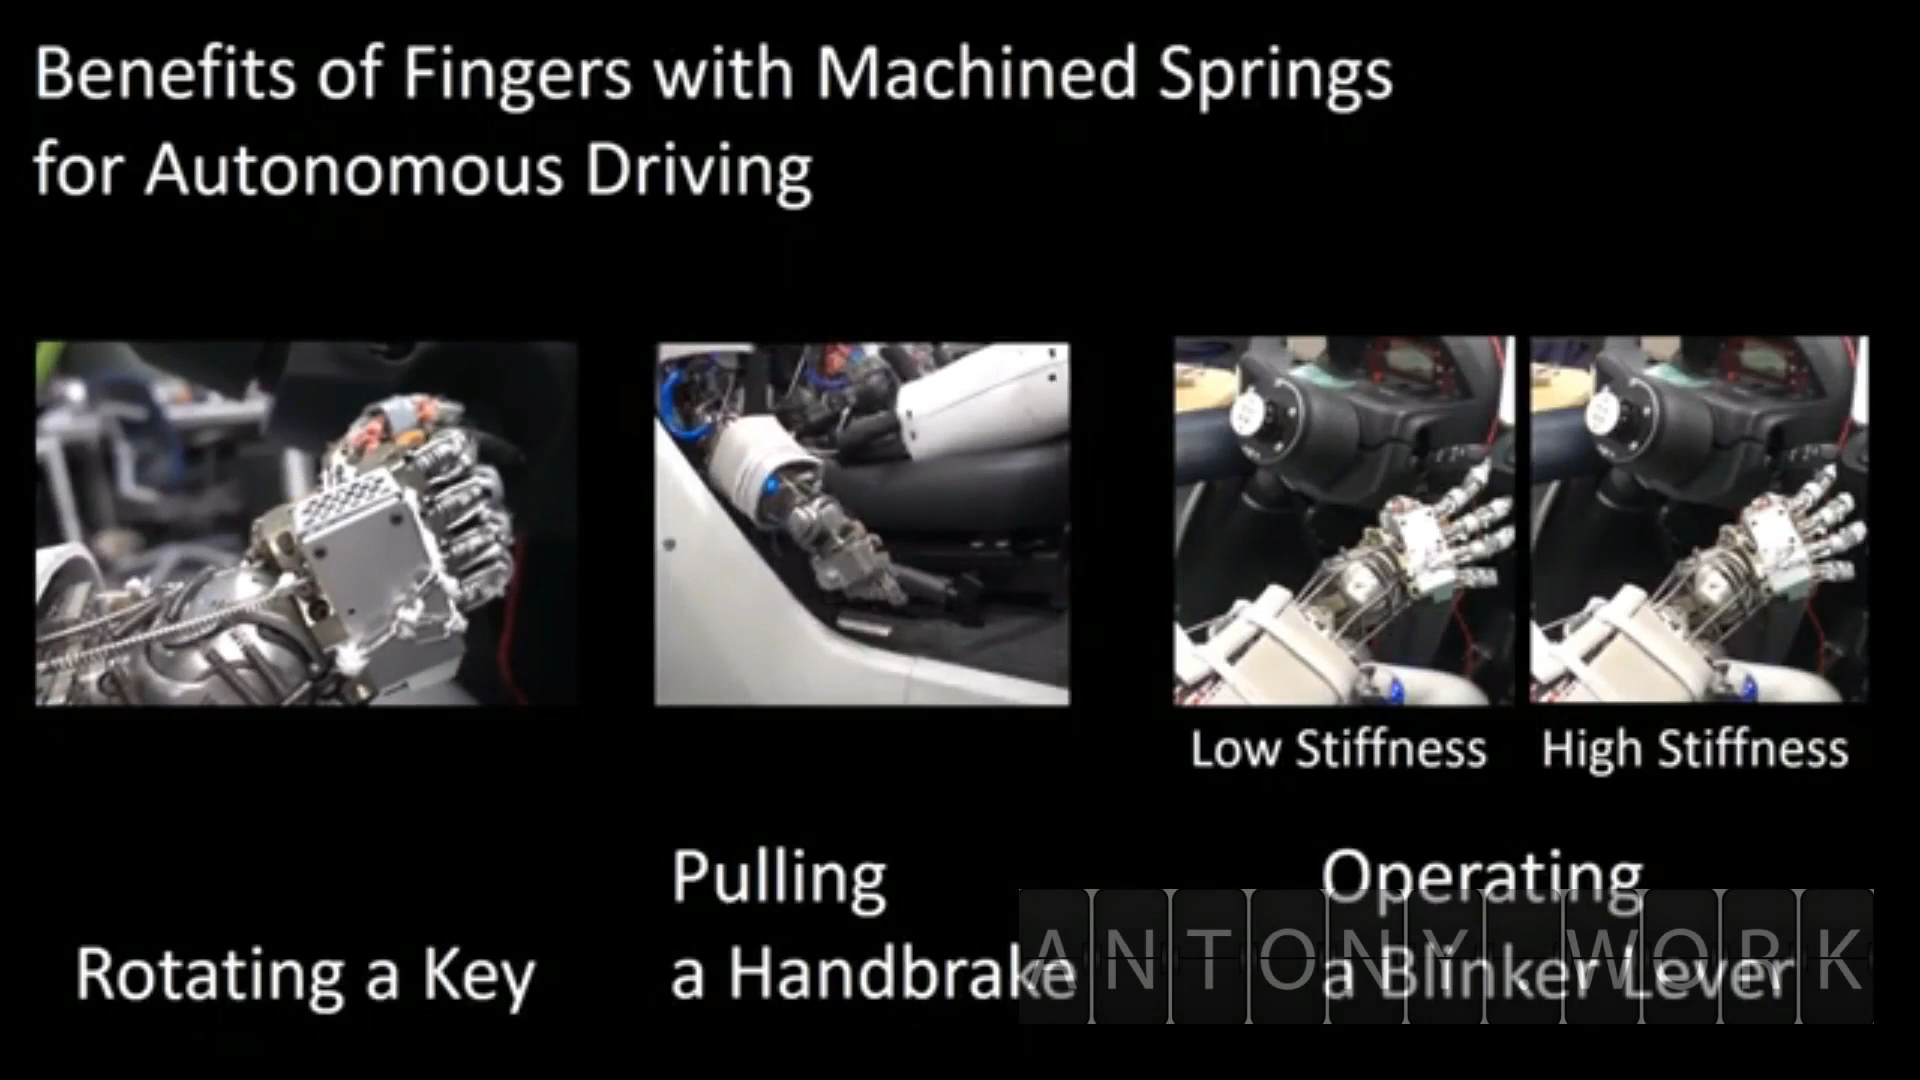 Benefits of Fingers with Machined Springs
for Autonomous Driving
Low Stiffness
High Stiffness
Rotating a Key
Pulling
a Handbrake
Operating
a Blinker Lever
ANTONY.WORK